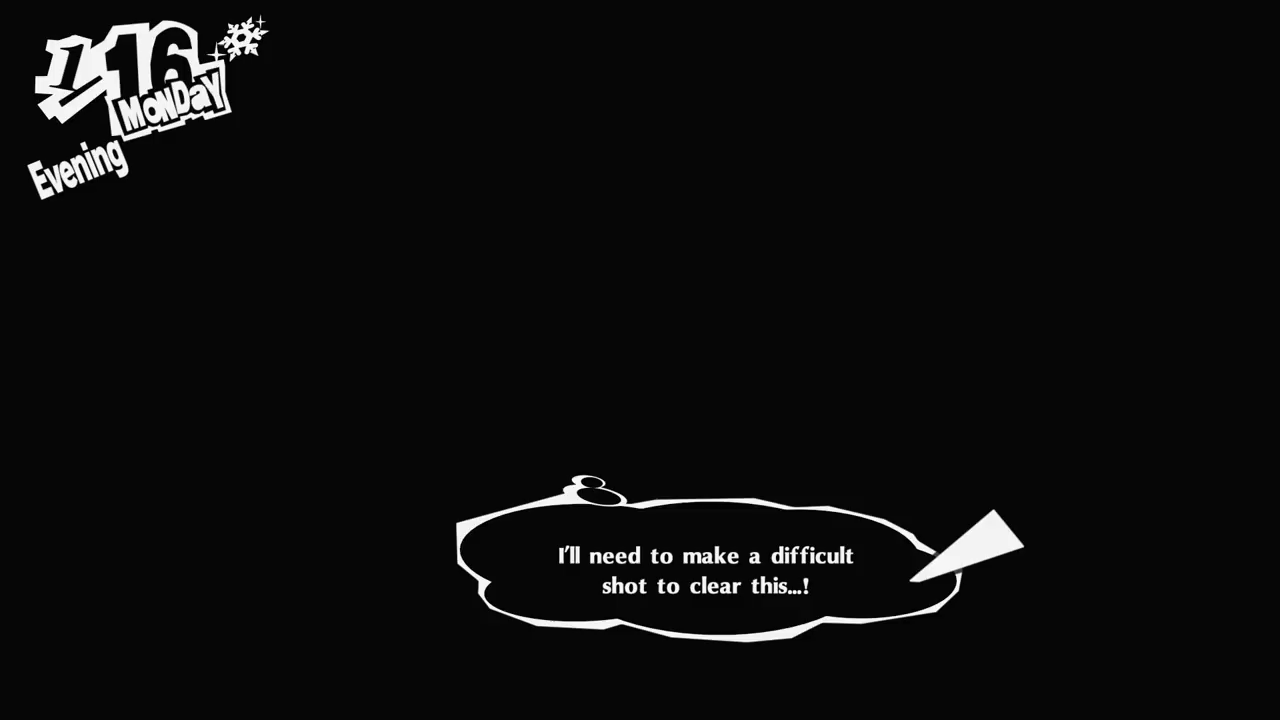 1 16
MONDaY
Evening
I'll need to make a difficult
shot to clear this...!